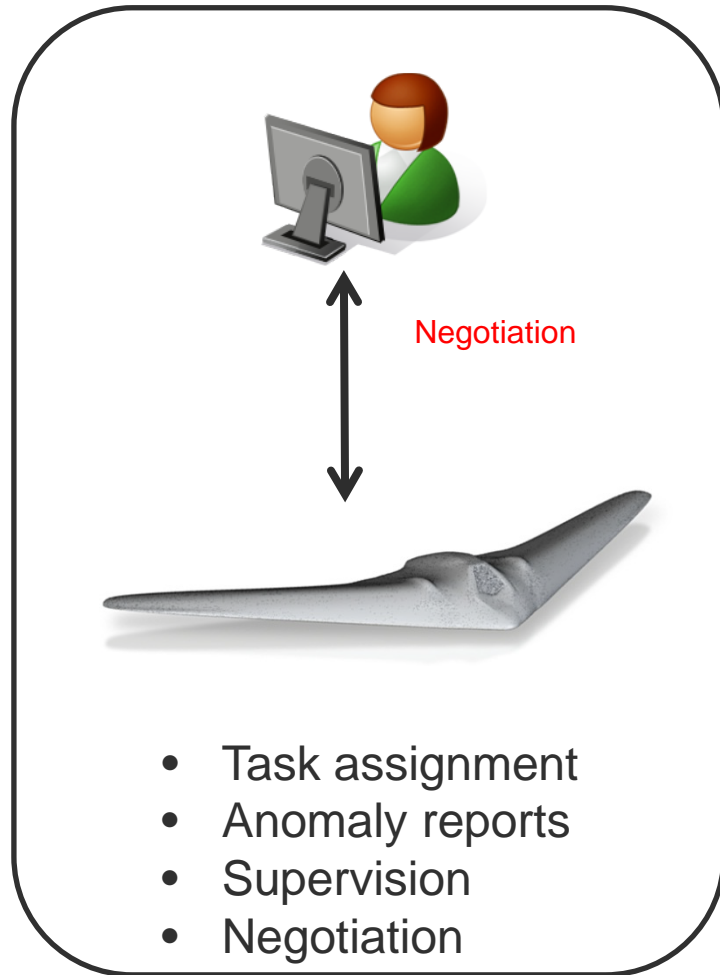 Negotiation
• Task assignment
• Anomaly reports
• Supervision
• Negotiation